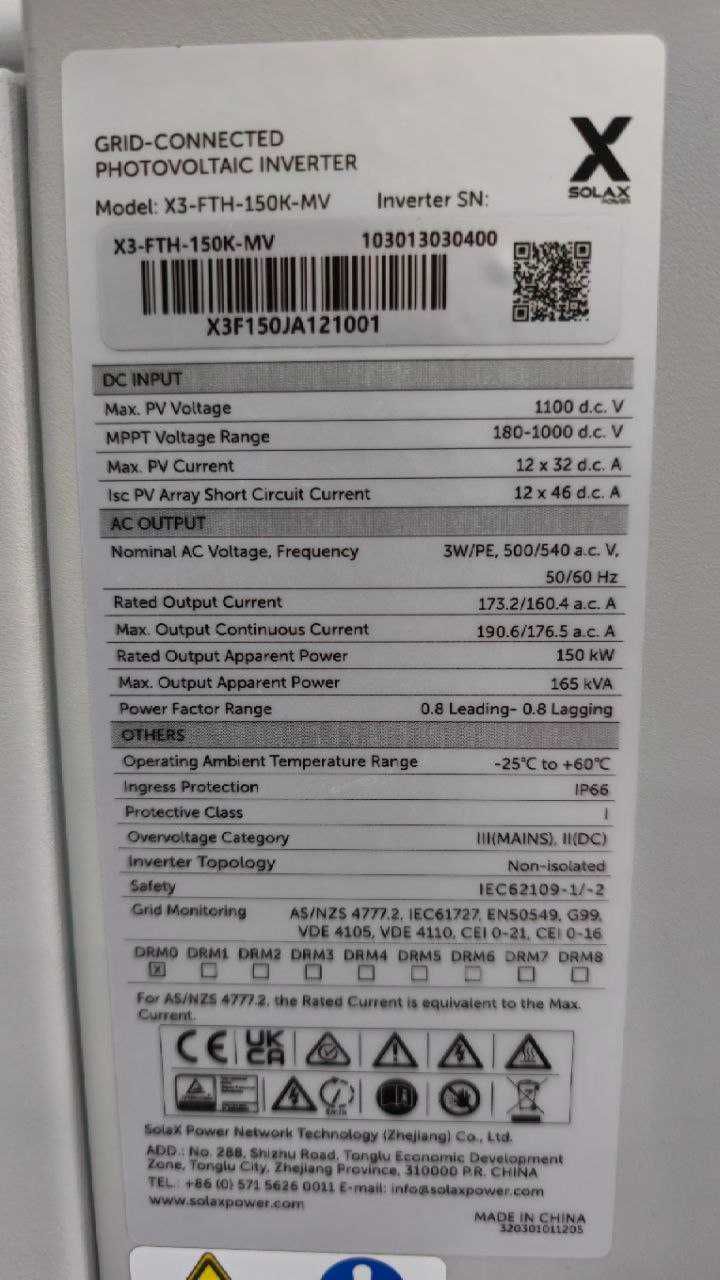 GRID-CONNECTED
PHOTOVOLTAIC INVERTER
SOLAX
POWER
Model: X3-FTH-150K-MV Inverter SN:
X3-FTH-150K-MV 103013030400
X3F150JA121001
DC INPUT
Max. PV Voltage 1100 d.c. V
MPPT Voltage Range 180-1000 d.c. V
Max. PV Current 12 x 32 d.c. A
Isc PV Array Short Circuit Current 12 x 46 d.c. A
AC OUTPUT
Nominal AC Voltage, Frequency 3W/PE, 500/540 a.c. V,
50/60 Hz
Rated Output Current 173.2/160.4 a.c. A
Max. Output Continuous Current 190.6/176.5 a.c. A
Rated Output Apparent Power 150 kW
Max. Output Apparent Power 165 kVA
Power Factor Range 0.8 Leading- 0.8 Lagging
OTHERS
Operating Ambient Temperature Range -25℃ to +60℃
Ingress Protection IP66
Protective Class I
Overvoltage Category III(MAINS), II(DC)
Inverter Topology Non-isolated
Safety IEC62109-1/-2
Grid Monitoring AS/NZS 4777.2, IEC61727, EN50549, G99,
VDE 4105, VDE 4110, CEI 0-21, CEI 0-16
DRM0 DRM1 DRM2 DRM3 DRM4 DRM5 DRM6 DRM7 DRM8
For AS/NZS 4777.2, the Rated Current is equivalent to the Max.
Current.
CE UK
CA
SolaX Power Network Technology (Zhejiang) Co., Ltd.
ADD.: No. 288, Shizhu Road, Tonglu Economic Development
Zone, Tonglu City, Zhejiang Province, 310000 P.R. CHINA
TEL.: +86 (0) 571 5626 0011 E-mail: info@solaxpower.com
www.solaxpower.com
MADE IN CHINA
320301011205